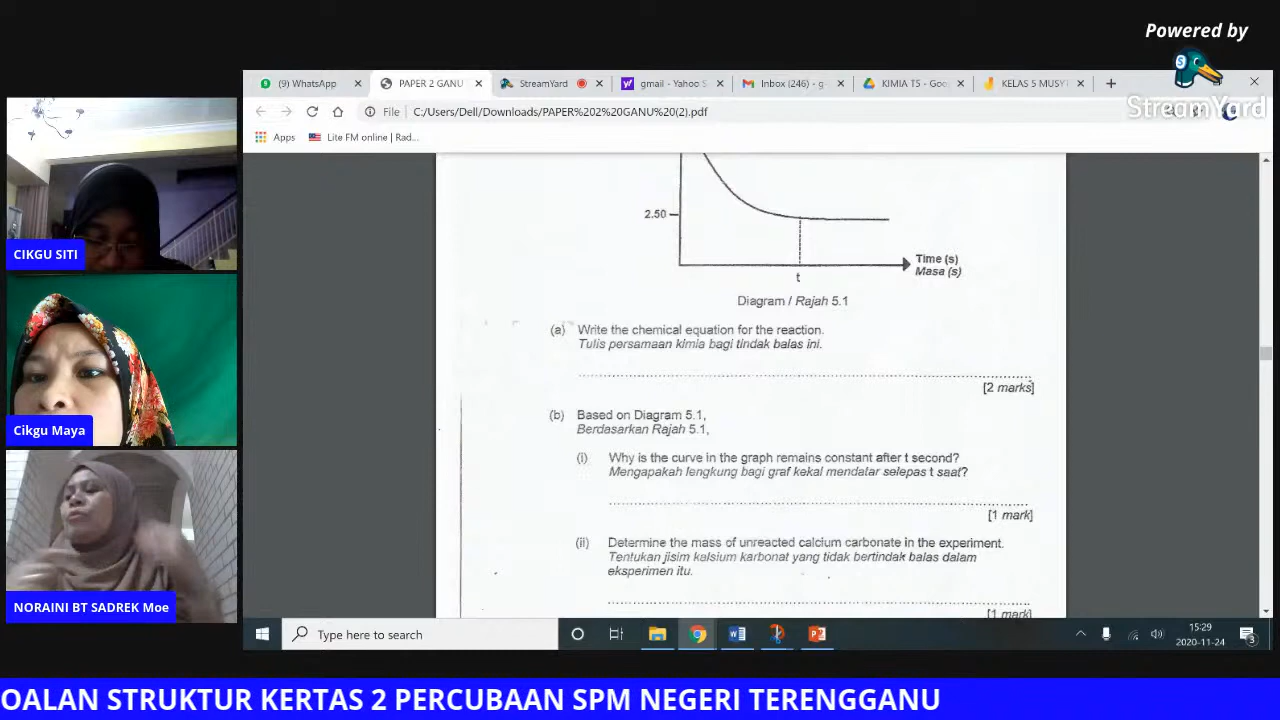 Powered by
StreamYard
(9) WhatsApp
PAPER 2 GANU
StreamYard
gmail - Yahoo S
Inbox (246) - g
KIMIA T5 - Goo
KELAS 5 MUSYT
File
C:/Users/Dell/Downloads/PAPER%202%20GANU%20(2).pdf
Apps
Lite FM online | Rad...
2.50
t
Time (s)
Masa (s)
Diagram / Rajah 5.1
(a) Write the chemical equation for the reaction.
Tulis persamaan kimia bagi tindak balas ini.
[2 marks]
(b) Based on Diagram 5.1,
Berdasarkan Rajah 5.1,
(i) Why is the curve in the graph remains constant after t second?
Mengapakah lengkung bagi graf kekal mendatar selepas t saat?
[1 mark]
(ii) Determine the mass of unreacted calcium carbonate in the experiment.
Tentukan jisim kalsium karbonat yang tidak bertindak balas dalam
eksperimen itu.
[1 mark]
CIKGU SITI
Cikgu Maya
NORAINI BT SADREK Moe
Type here to search
15:29
2020-11-24
3
OALAN STRUKTUR KERTAS 2 PERCUBAAN SPM NEGERI TERENGGANU